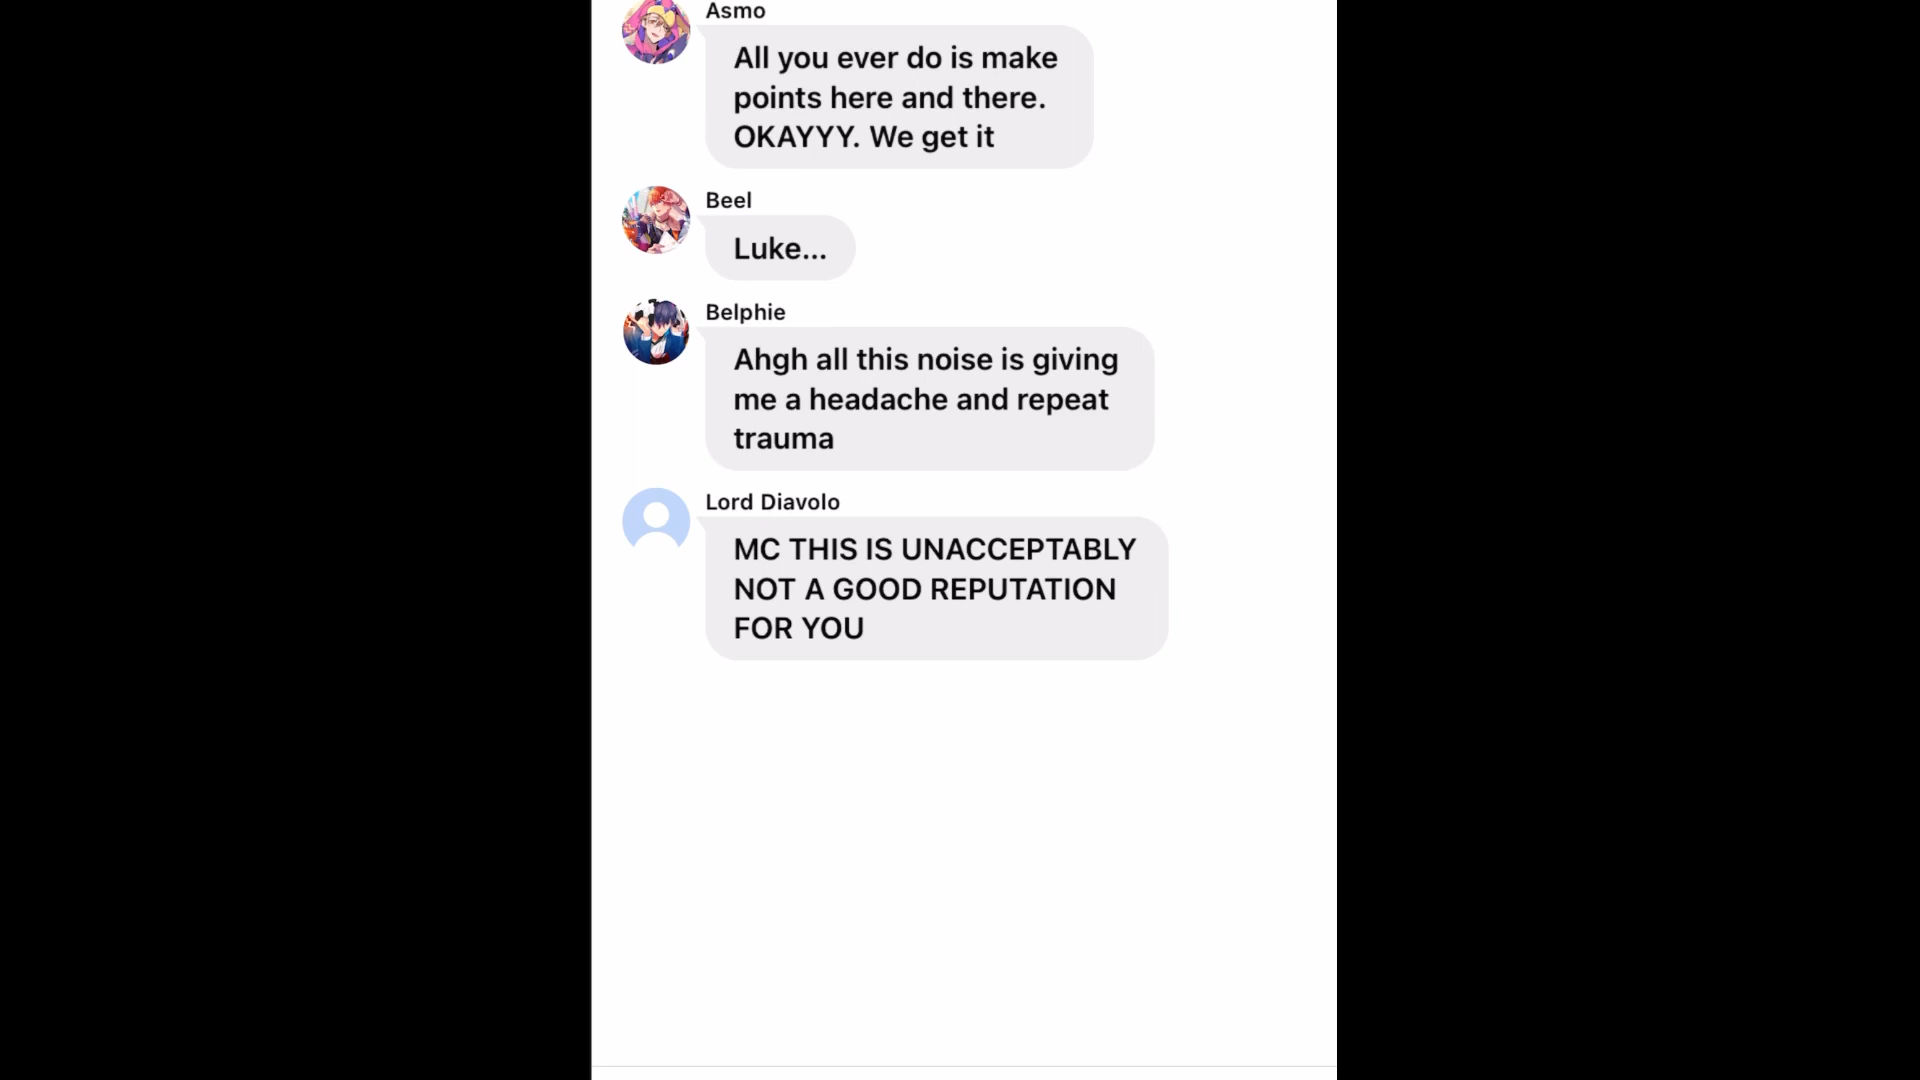 Asmo
All you ever do is make
points here and there.
OKAYYY. We get it
Beel
Luke...
Belphie
Ahgh all this noise is giving
me a headache and repeat
trauma
Lord Diavolo
MC THIS IS UNACCEPTABLY
NOT A GOOD REPUTATION
FOR YOU